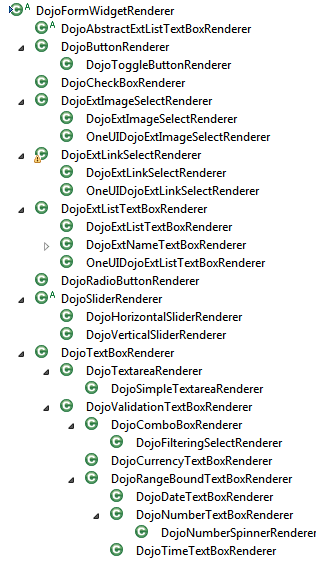 DojoFormWidgetRenderer
DojoAbstractExtListTextBoxRenderer
DojoButtonRenderer
DojoToggleButtonRenderer
DojoCheckBoxRenderer
DojoExtImageSelectRenderer
DojoExtImageSelectRenderer
OneUIDojoExtImageSelectRenderer
DojoExtLinkSelectRenderer
DojoExtLinkSelectRenderer
OneUIDojoExtLinkSelectRenderer
DojoExtListTextBoxRenderer
DojoExtListTextBoxRenderer
DojoExtNameTextBoxRenderer
OneUIDojoExtListTextBoxRenderer
DojoRadioButtonRenderer
DojoSliderRenderer
DojoHorizontalSliderRenderer
DojoVerticalSliderRenderer
DojoTextBoxRenderer
DojoTextareaRenderer
DojoSimpleTextareaRenderer
DojoValidationTextBoxRenderer
DojoComboBoxRenderer
DojoFilteringSelectRenderer
DojoCurrencyTextBoxRenderer
DojoRangeBoundTextBoxRenderer
DojoDateTextBoxRenderer
DojoNumberTextBoxRenderer
DojoNumberSpinnerRenderer
DojoTimeTextBoxRenderer